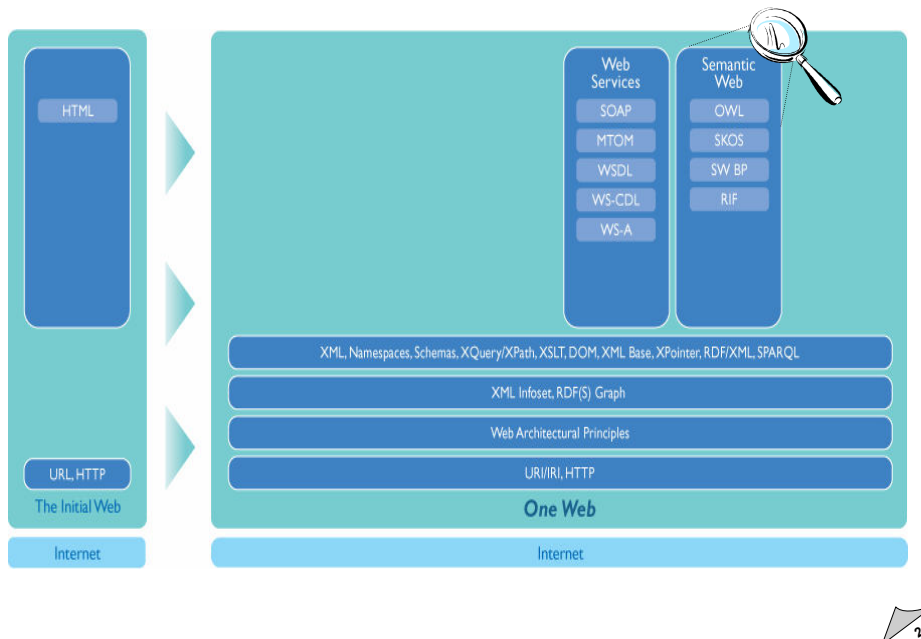 HTML
URL, HTTP
The Initial Web
Internet
Web
Services
SOAP
MTOM
WSDL
WS-CDL
WS-A
Semantic
Web
OWL
SKOS
SW BP
RIF
XML, Namespaces, Schemas, XQuery/XPath, XSLT, DOM, XML Base, XPointer, RDF/XML, SPARQL
XML Infoset, RDF(S) Graph
Web Architectural Principles
URI/IRI, HTTP
One Web
Internet